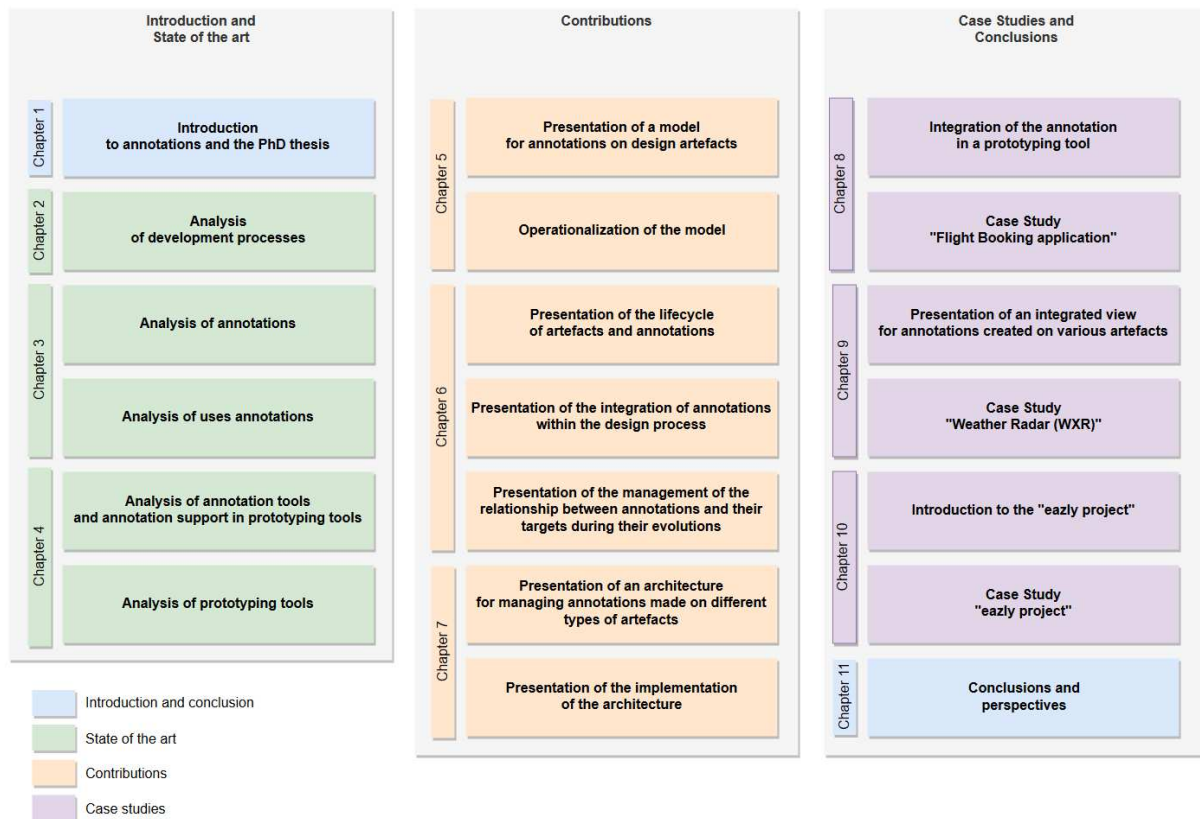 Introduction and
State of the art
Chapter 1
Introduction
to annotations and the PhD thesis
Chapter 2
Analysis
of development processes
Chapter 3
Analysis of annotations
Analysis of uses annotations
Chapter 4
Analysis of annotation tools
and annotation support in prototyping tools
Analysis of prototyping tools
Contributions
Chapter 5
Presentation of a model
for annotations on design artefacts
Operationalization of the model
Chapter 6
Presentation of the lifecycle
of artefacts and annotations
Presentation of the integration of annotations
within the design process
Presentation of the management of the
relationship between annotations and their
targets during their evolutions
Chapter 7
Presentation of an architecture
for managing annotations made on different
types of artefacts
Presentation of the implementation
of the architecture
Case Studies and
Conclusions
Chapter 8
Integration of the annotation
in a prototyping tool
Case Study
"Flight Booking application"
Chapter 9
Presentation of an integrated view
for annotations created on various artefacts
Case Study
"Weather Radar (WXR)"
Chapter 10
Introduction to the "eazly project"
Case Study
"eazly project"
Chapter 11
Conclusions and
perspectives
Introduction and conclusion
State of the art
Contributions
Case studies